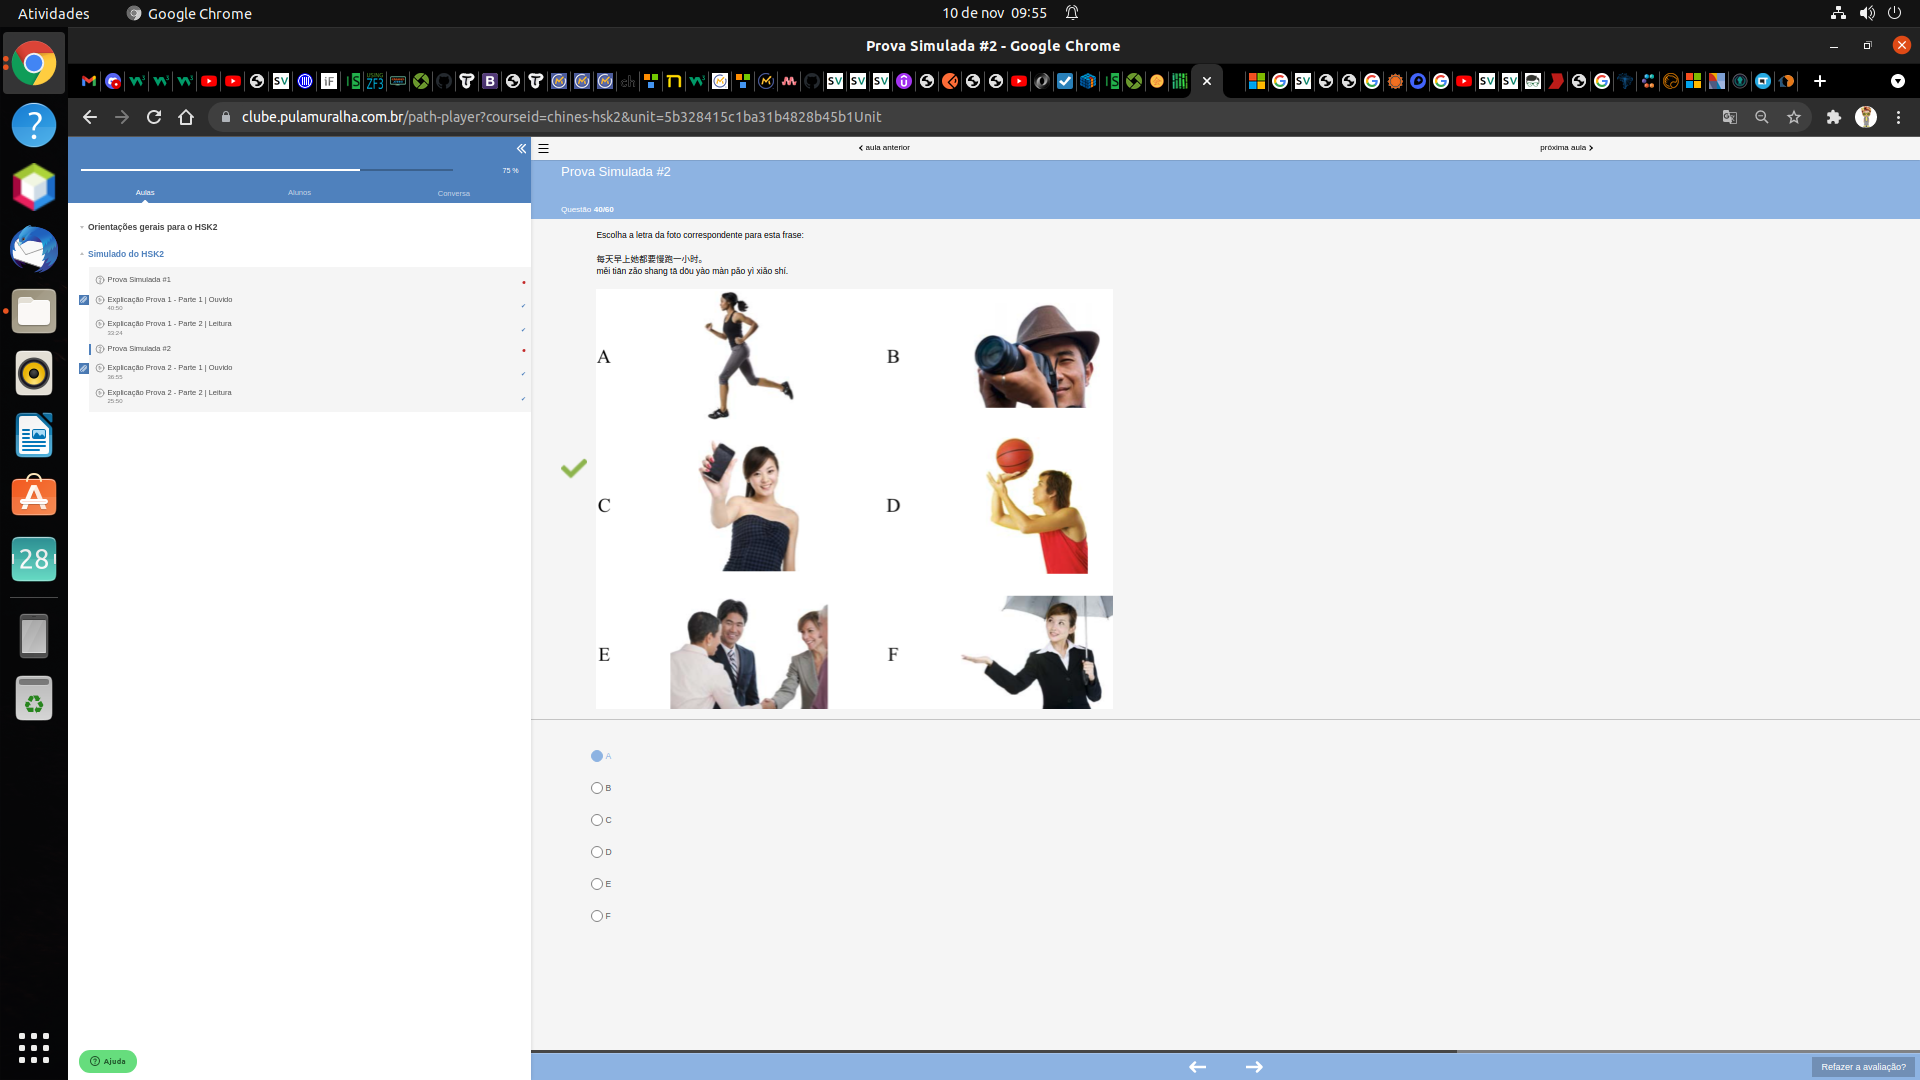 Atividades
Google Chrome
10 de nov 09:55
Prova Simulada #2 - Google Chrome
clube.pulamuralha.com.br/path-player?courseid=chines-hsk2&unit=5b328415c1ba31b4828b45b1Unit
75 %
Aulas
Alunos
Conversa
Orientações gerais para o HSK2
Simulado do HSK2
Prova Simulada #1
Explicação Prova 1 - Parte 1 | Ouvido
40:50
Explicação Prova 1 - Parte 2 | Leitura
33:24
Prova Simulada #2
Explicação Prova 2 - Parte 1 | Ouvido
36:55
Explicação Prova 2 - Parte 2 | Leitura
25:50
Ajuda
28
aula anterior
próxima aula
Prova Simulada #2
Questão 40/60
Escolha a letra da foto correspondente para esta frase:
每天早上她都要慢跑一小时。
měi tiān zǎo shang tā dōu yào màn pǎo yì xiǎo shí.
A
B
C
D
E
F
A
B
C
D
E
F
Refazer a avaliação?